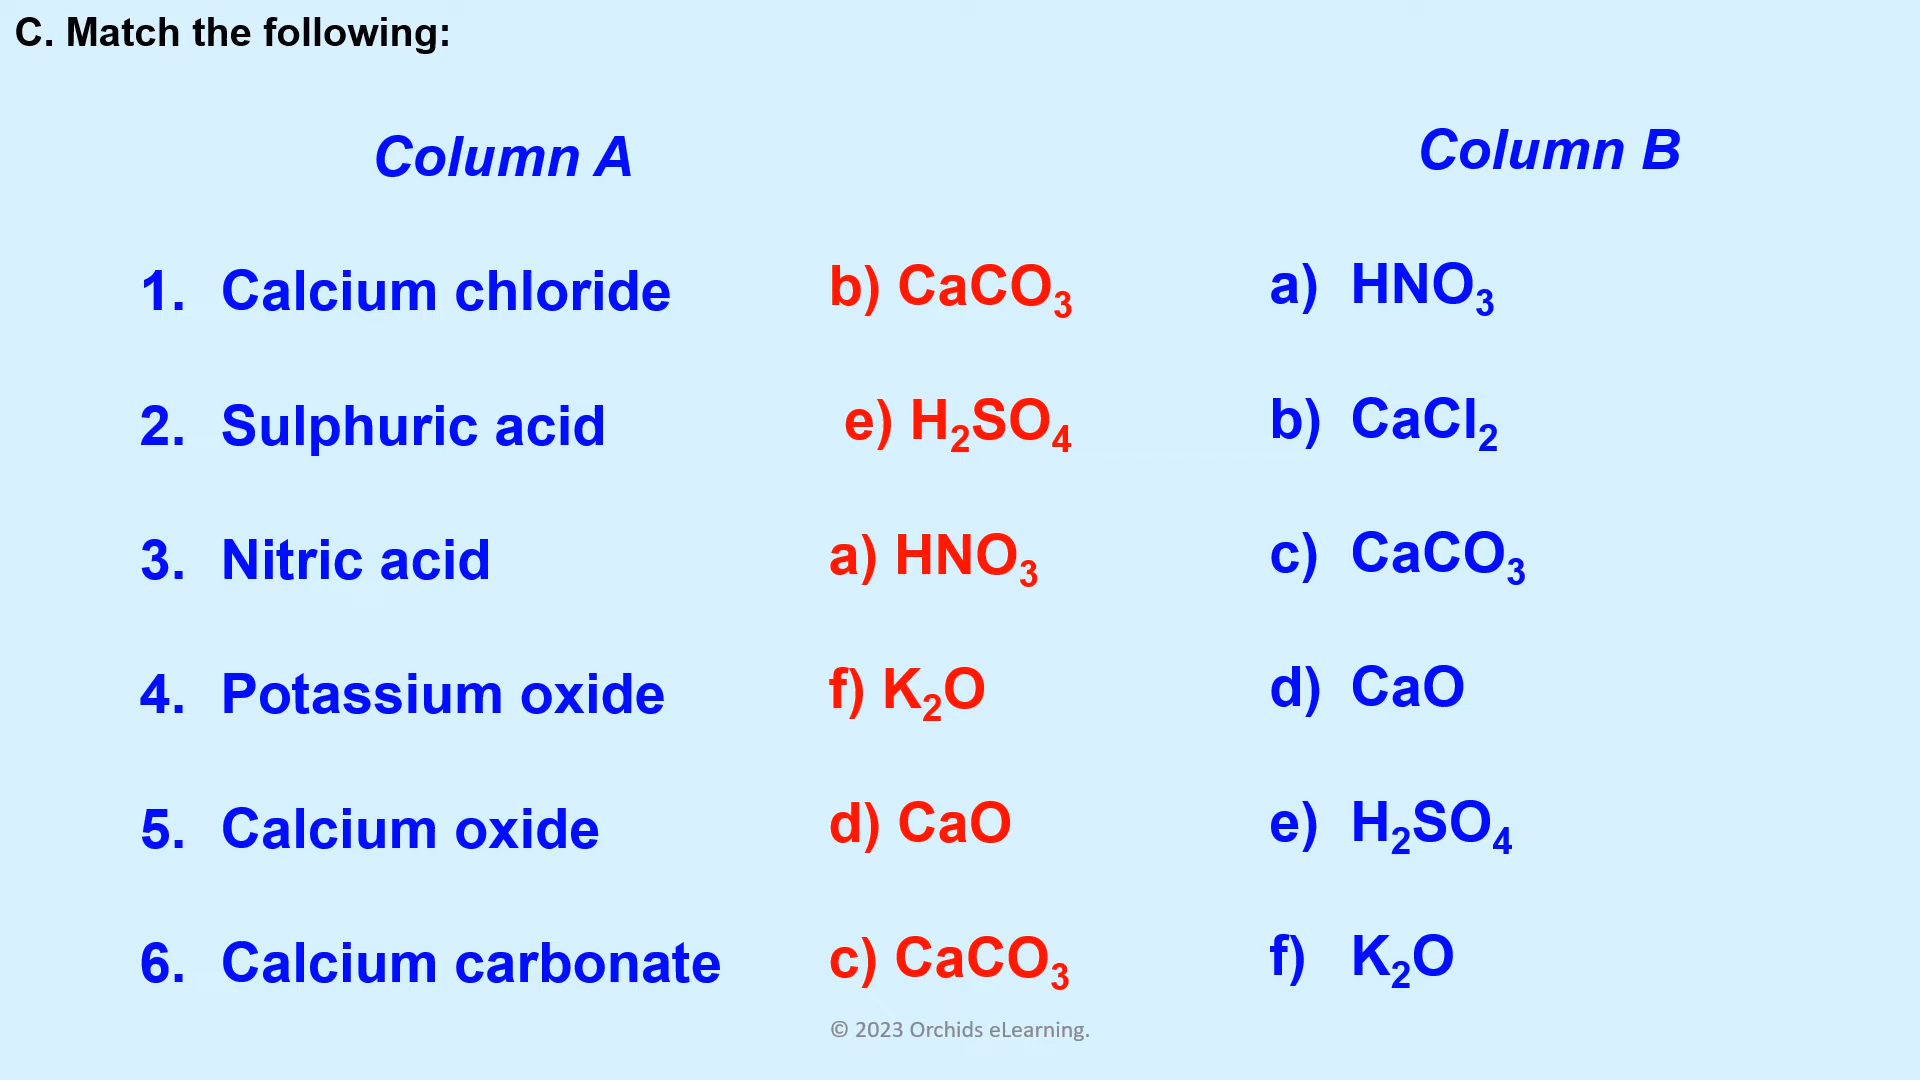 C. Match the following:
Column A Column B
1. Calcium chloride b) CaCO₃ a) HNO₃
2. Sulphuric acid e) H₂SO₄ b) CaCl₂
3. Nitric acid a) HNO₃ c) CaCO₃
4. Potassium oxide f) K₂O d) CaO
5. Calcium oxide d) CaO e) H₂SO₄
6. Calcium carbonate c) CaCO₃ f) K₂O
© 2023 Orchids eLearning.